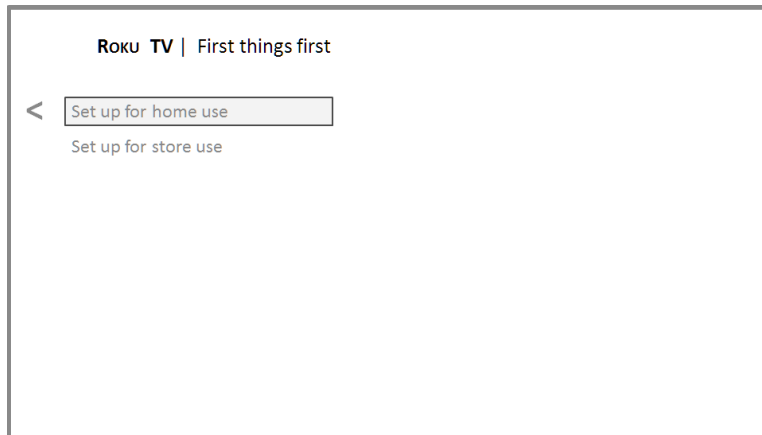 Roku TV | First things first
< Set up for home use
Set up for store use